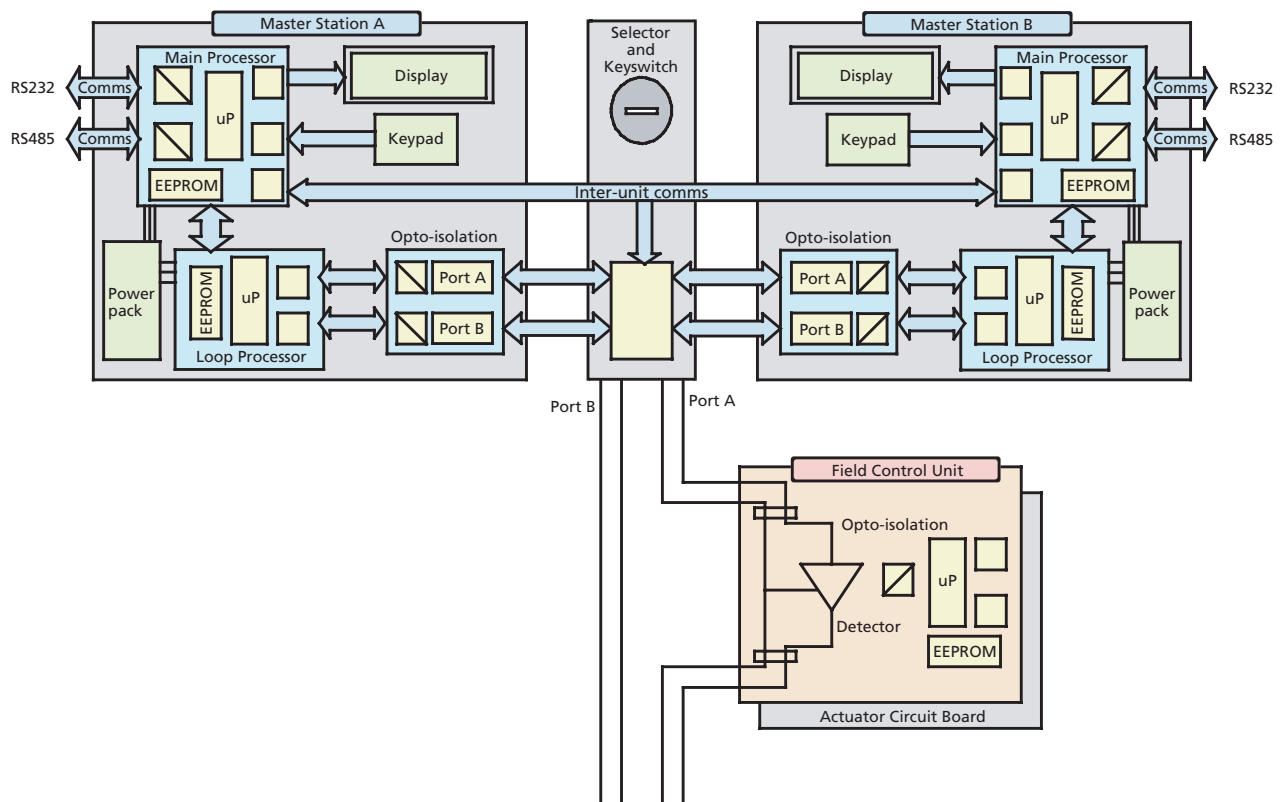 Master Station A
Main Processor
RS232
Comms
RS485
Comms
uP
EEPROM
Display
Keypad
Power
pack
EEPROM
uP
Loop Processor
Opto-isolation
Port A
Port B
Selector
and
Keyswitch
Inter-unit comms
Master Station B
Display
Keypad
Main Processor
uP
EEPROM
Comms
RS232
Comms
RS485
Opto-isolation
Port A
Port B
uP
EEPROM
Loop Processor
Power
pack
Port B
Port A
Field Control Unit
Opto-isolation
uP
Detector
EEPROM
Actuator Circuit Board